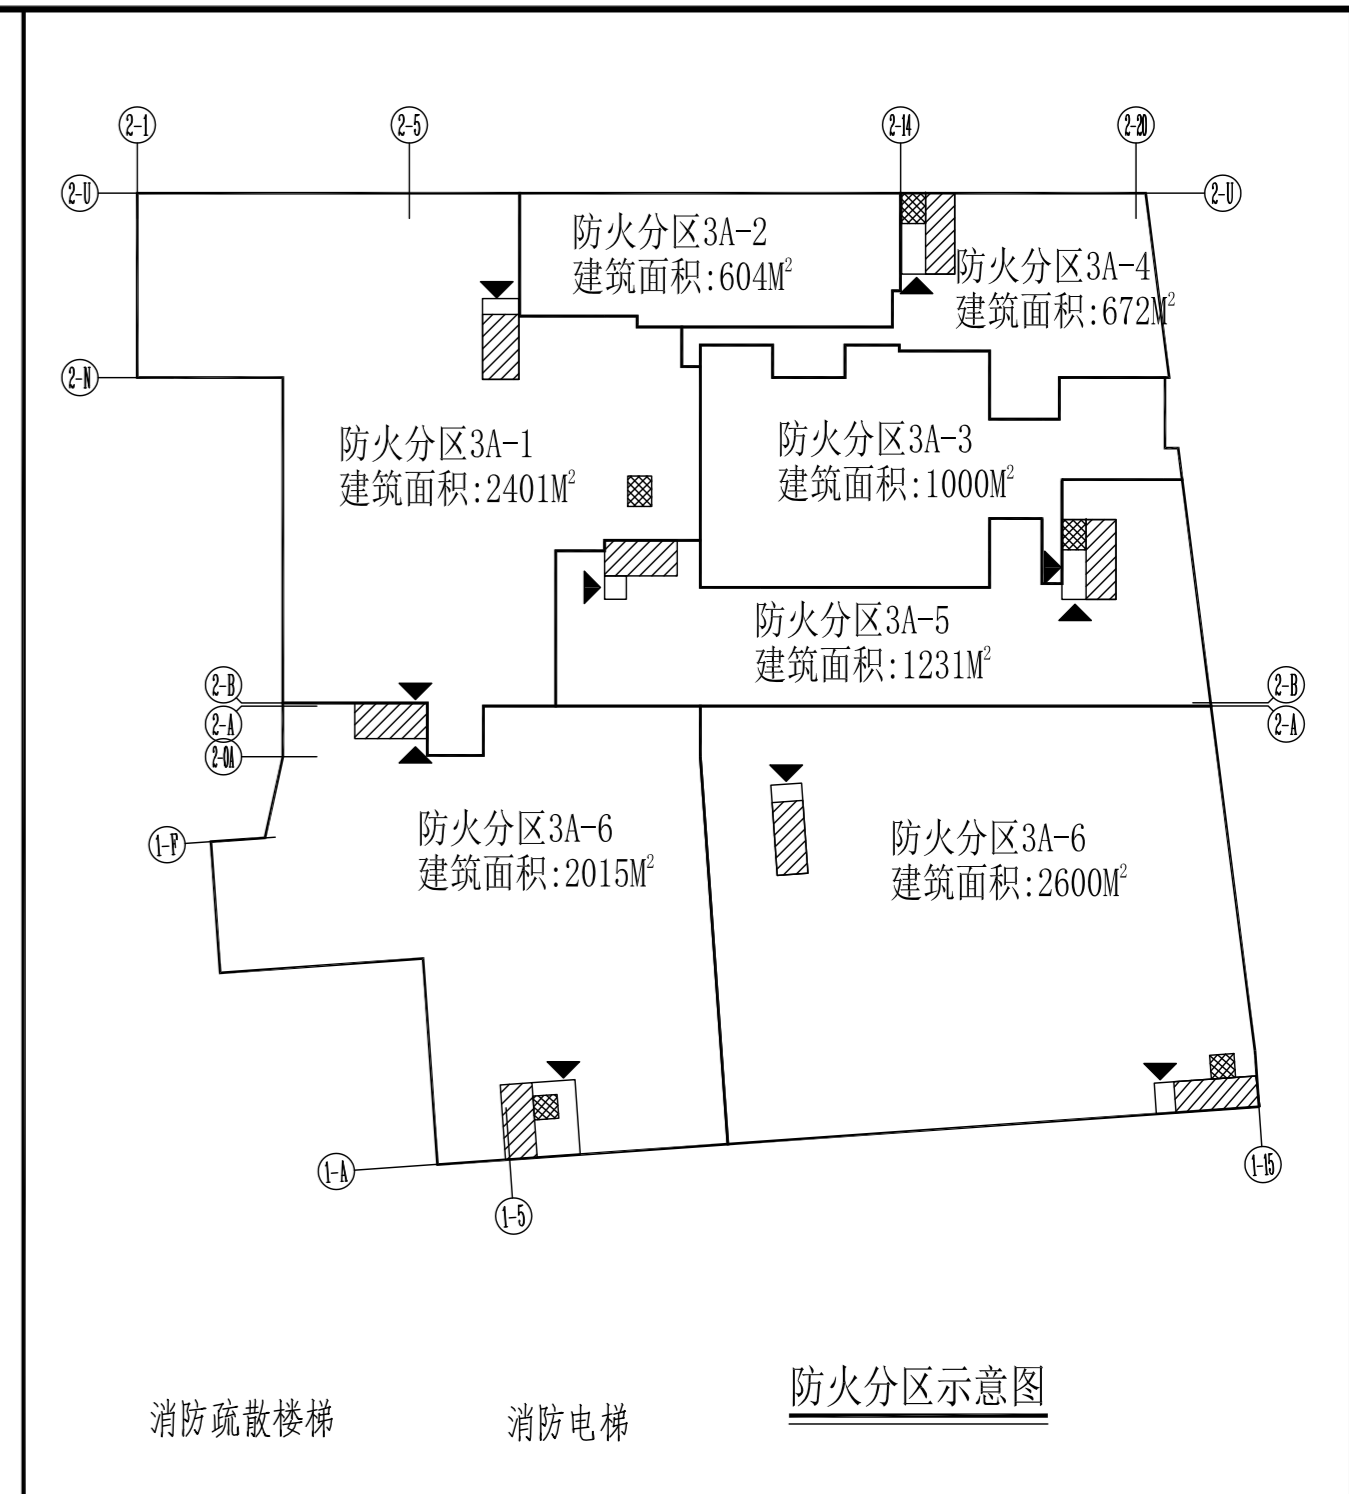 2-1
2-5
2-14
2-20
2-U
2-U
防火分区3A-2
建筑面积:604M²
防火分区3A-4
建筑面积:672M²
2-N
防火分区3A-1
建筑面积:2401M²
防火分区3A-3
建筑面积:1000M²
防火分区3A-5
建筑面积:1231M²
2-B
2-B
2-A
2-A
2-0A
防火分区3A-6
建筑面积:2015M²
防火分区3A-6
建筑面积:2600M²
1-F
1-A
1-15
1-5
防火分区示意图
消防疏散楼梯
消防电梯